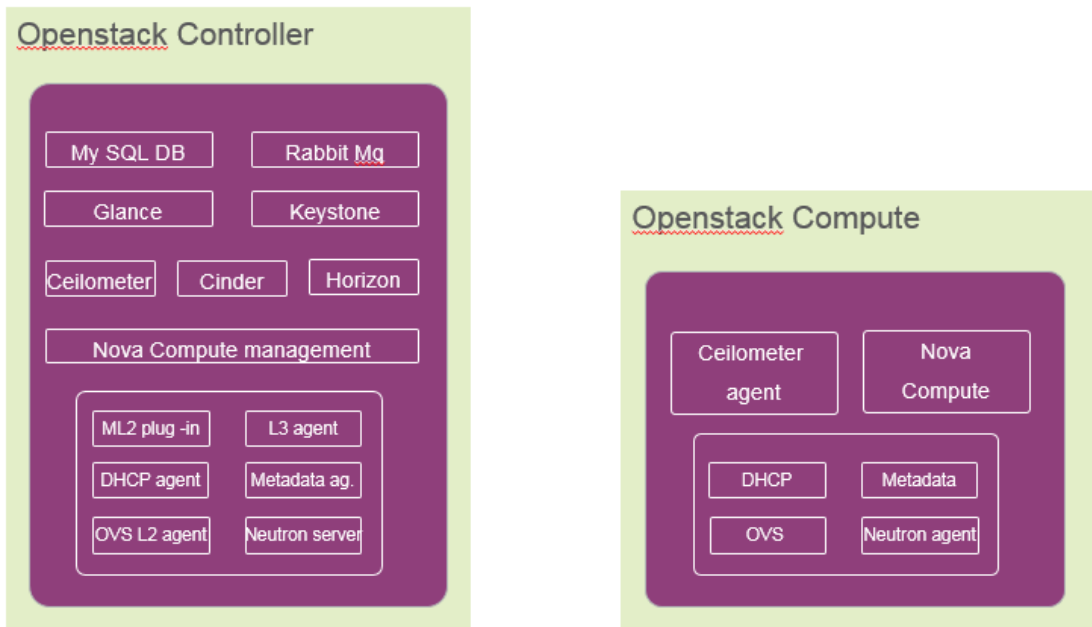 Openstack Controller
My SQL DB
Rabbit Mq
Glance
Keystone
Ceilometer
Cinder
Horizon
Nova Compute management
ML2 plug -in
L3 agent
DHCP agent
Metadata ag.
OVS L2 agent
Neutron server
Openstack Compute
Ceilometer
agent
Nova
Compute
DHCP
Metadata
OVS
Neutron agent